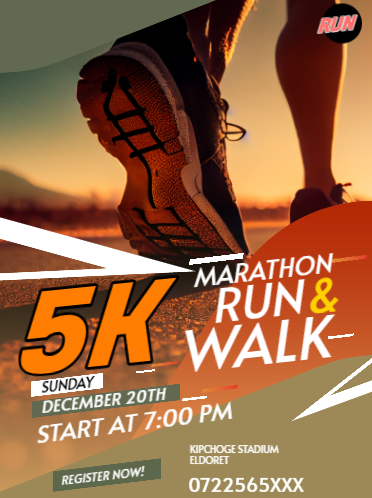 RUN
MARATHON
RUN &
WALK
5K
SUNDAY
DECEMBER 20TH
START AT 7:00 PM
KIPCHOGE STADIUM
ELDORET
REGISTER NOW!
0722565XXX